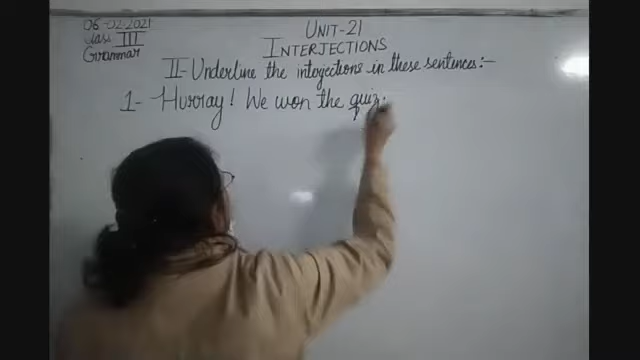 06-02-2021
Class III
Grammar
UNIT-21
INTERJECTIONS
II- Underline the interjections in these sentences:-
1- Hurray! We won the quiz.